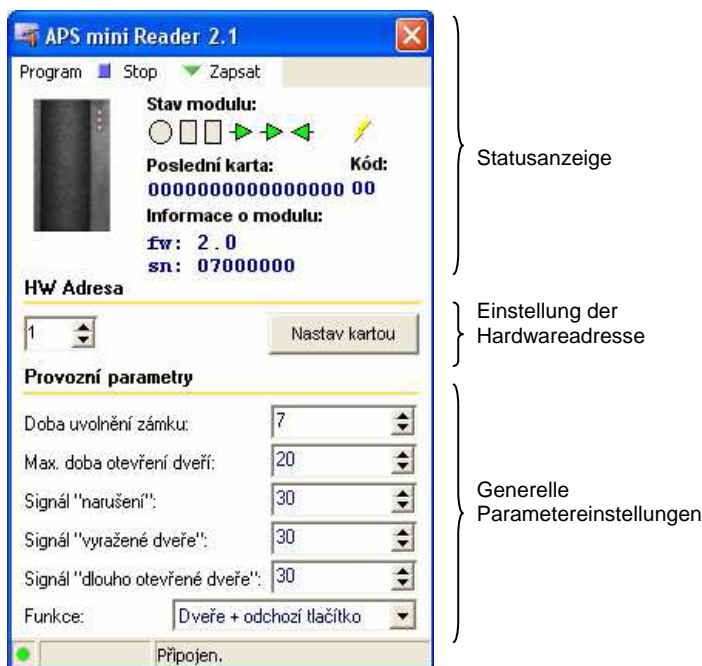 APS mini Reader 2.1
Program Stop Zapsat
Stav modulu:
Poslední karta: Kód:
0000000000000000 00
Informace o modulu:
fw: 2.0
sn: 07000000
HW Adresa
1
Nastav kartou
Provozní parametry
Doba uvolnění zámku: 7
Max. doba otevření dveří: 20
Signál "narušení": 30
Signál "vyražené dveře": 30
Signál "dlouho otevřené dveře": 30
Funkce: Dveře + odchozí tlačítko
Připojen.
Statusanzeige
Einstellung der
Hardwareadresse
Generelle
Parametereinstellungen